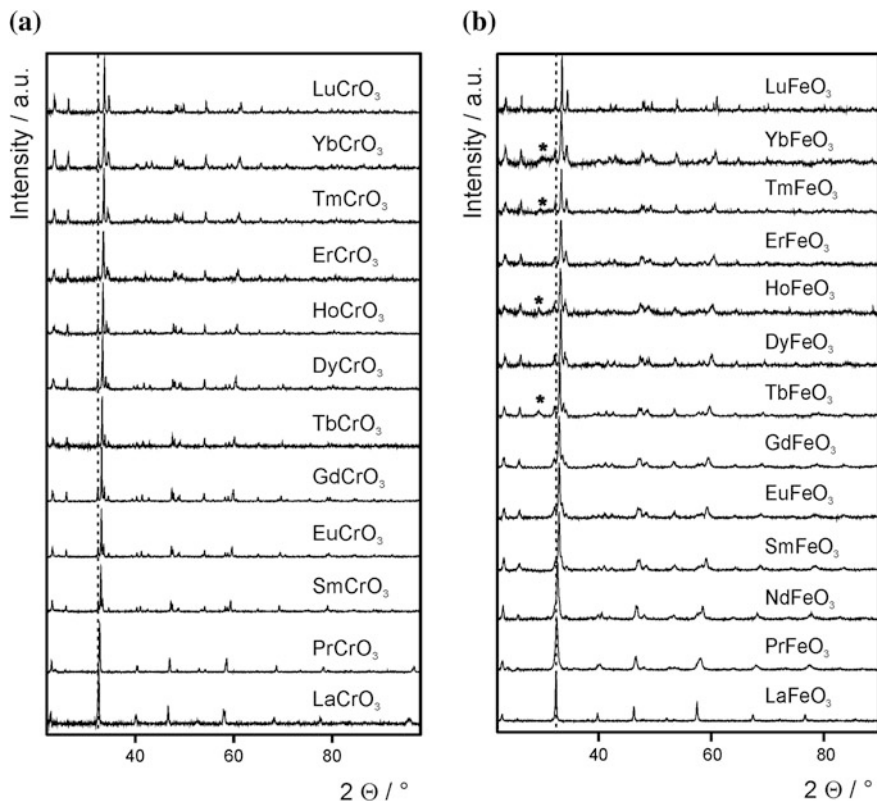 (a)
Intensity / a.u.
LuCrO₃
YbCrO₃
TmCrO₃
ErCrO₃
HoCrO₃
DyCrO₃
TbCrO₃
GdCrO₃
EuCrO₃
SmCrO₃
PrCrO₃
LaCrO₃
40 60 80
2 Θ / °
(b)
Intensity / a.u.
LuFeO₃
*
YbFeO₃
*
TmFeO₃
ErFeO₃
*
HoFeO₃
DyFeO₃
*
TbFeO₃
GdFeO₃
EuFeO₃
SmFeO₃
NdFeO₃
PrFeO₃
LaFeO₃
40 60 80
2 Θ / °